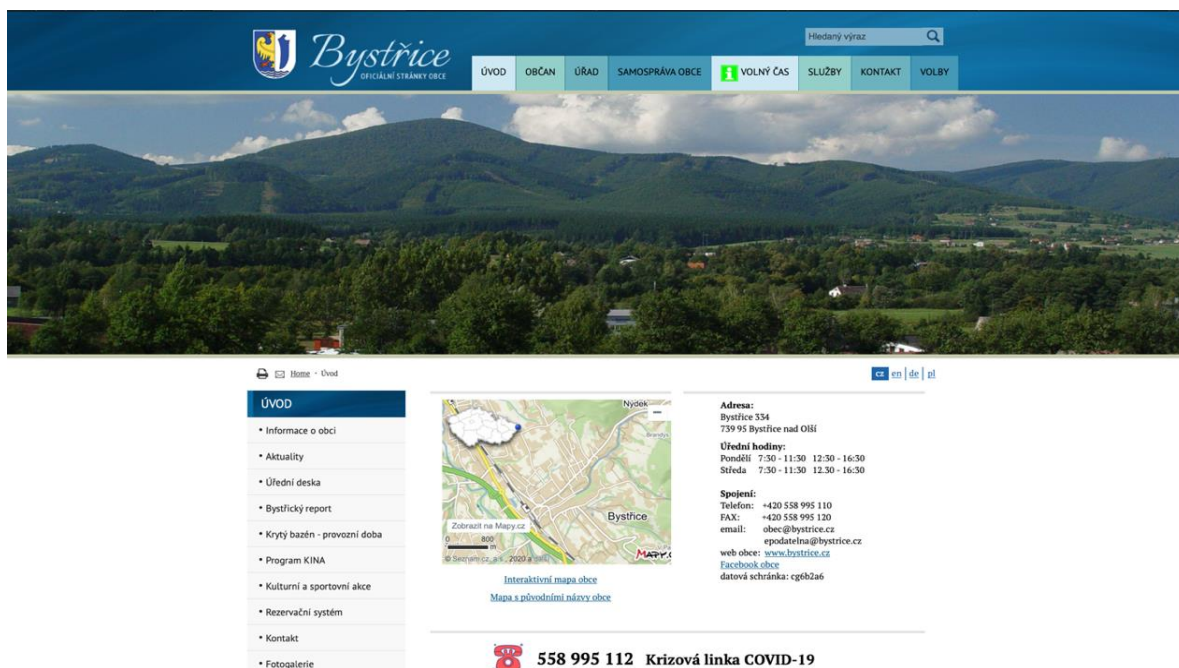 Bystřice
OFICIÁLNÍ STRÁNKY OBCE
Hledaný výraz
ÚVOD OBČAN ÚŘAD SAMOSPRÁVA OBCE i VOLNÝ ČAS SLUŽBY KONTAKT VOLBY
Home - Úvod
cz en de pl
ÚVOD
• Informace o obci
• Aktuality
• Úřední deska
• Bystřický report
• Krytý bazén - provozní doba
• Program KINA
• Kulturní a sportovní akce
• Rezervační systém
• Kontakt
• Fotogalerie
Nýdek
Bystřice
Zobrazit na Mapy.cz
0 800
m
© Seznam.cz, a.s., 2020 a další
MAPY.C
Interaktivní mapa obce
Mapa s původními názvy obce
Adresa:
Bystřice 334
739 95 Bystřice nad Olší
Úřední hodiny:
Pondělí 7:30 - 11:30 12:30 - 16:30
Středa 7:30 - 11:30 12.30 - 16:30
Spojení:
Telefon: +420 558 995 110
FAX: +420 558 995 120
email: obec@bystrice.cz
epodatelna@bystrice.cz
web obce: www.bystrice.cz
Facebook obce
datová schránka: cg6b2a6
558 995 112 Krizová linka COVID-19